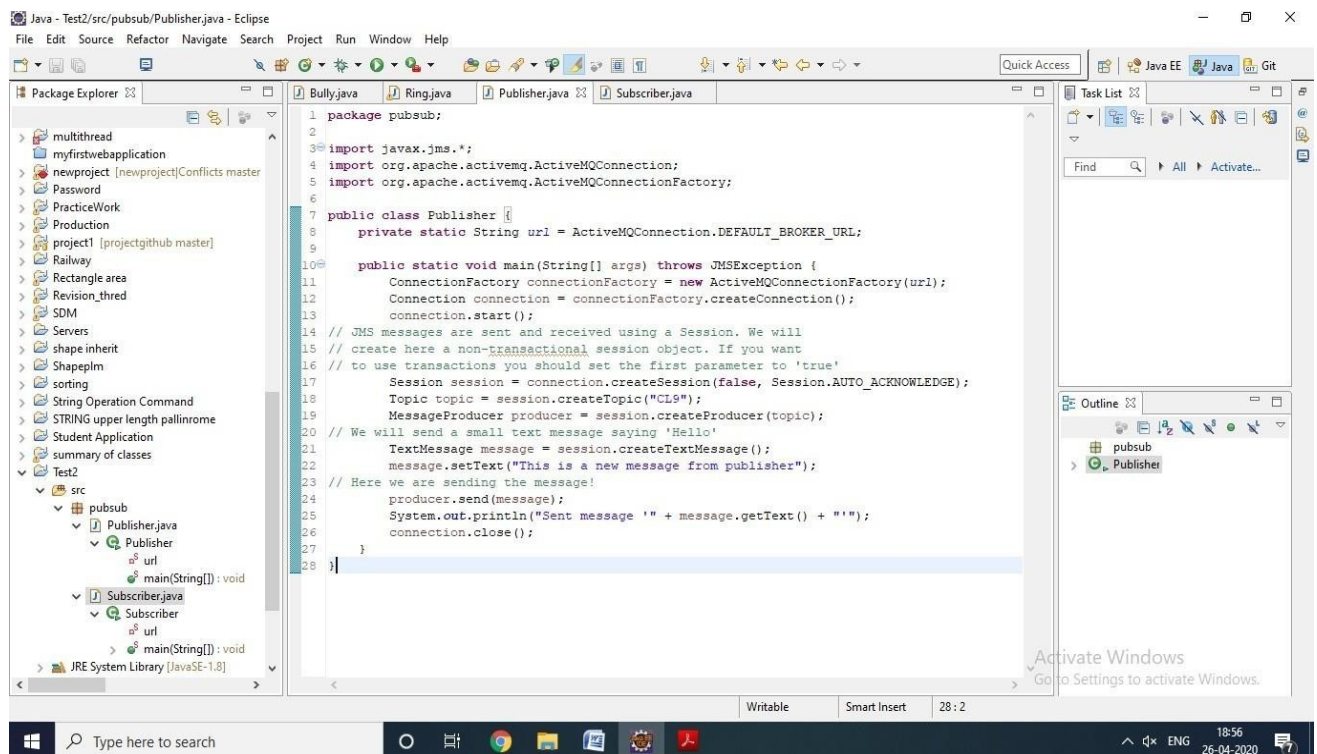 Java - Test2/src/pubsub/Publisher.java - Eclipse
File Edit Source Refactor Navigate Search Project Run Window Help
Quick Access
Java EE
Java
Git
Package Explorer
multithread
myfirstwebapplication
newproject [newproject|Conflicts master
Password
PracticeWork
Production
project1 [projectgithub master]
Railway
Rectangle area
Revision_thred
SDM
Servers
shape inherit
Shapeplm
sorting
String Operation Command
STRING upper length pallinrome
Student Application
summary of classes
Test2
src
pubsub
Publisher.java
Publisher
url
main(String[]) : void
Subscriber.java
Subscriber
url
main(String[]) : void
JRE System Library [JavaSE-1.8]
Bully.java
Ring.java
Publisher.java
Subscriber.java
1 package pubsub;
2
3 import javax.jms.*;
4 import org.apache.activemq.ActiveMQConnection;
5 import org.apache.activemq.ActiveMQConnectionFactory;
6
7 public class Publisher {
8     private static String url = ActiveMQConnection.DEFAULT_BROKER_URL;
9
10     public static void main(String[] args) throws JMSException {
11         ConnectionFactory connectionFactory = new ActiveMQConnectionFactory(url);
12         Connection connection = connectionFactory.createConnection();
13         connection.start();
14 // JMS messages are sent and received using a Session. We will
15 // create here a non-transactional session object. If you want
16 // to use transactions you should set the first parameter to 'true'
17         Session session = connection.createSession(false, Session.AUTO_ACKNOWLEDGE);
18         Topic topic = session.createTopic("CL9");
19         MessageProducer producer = session.createProducer(topic);
20 // We will send a small text message saying 'Hello'
21         TextMessage message = session.createTextMessage();
22         message.setText("This is a new message from publisher");
23 // Here we are sending the message!
24         producer.send(message);
25         System.out.println("Sent message '" + message.getText() + "'");
26         connection.close();
27     }
28 }
Task List
Find
All
Activate...
Outline
pubsub
Publisher
Activate Windows
Go to Settings to activate Windows.
Writable
Smart Insert
28 : 2
Type here to search
ENG
18:56
26-04-2020